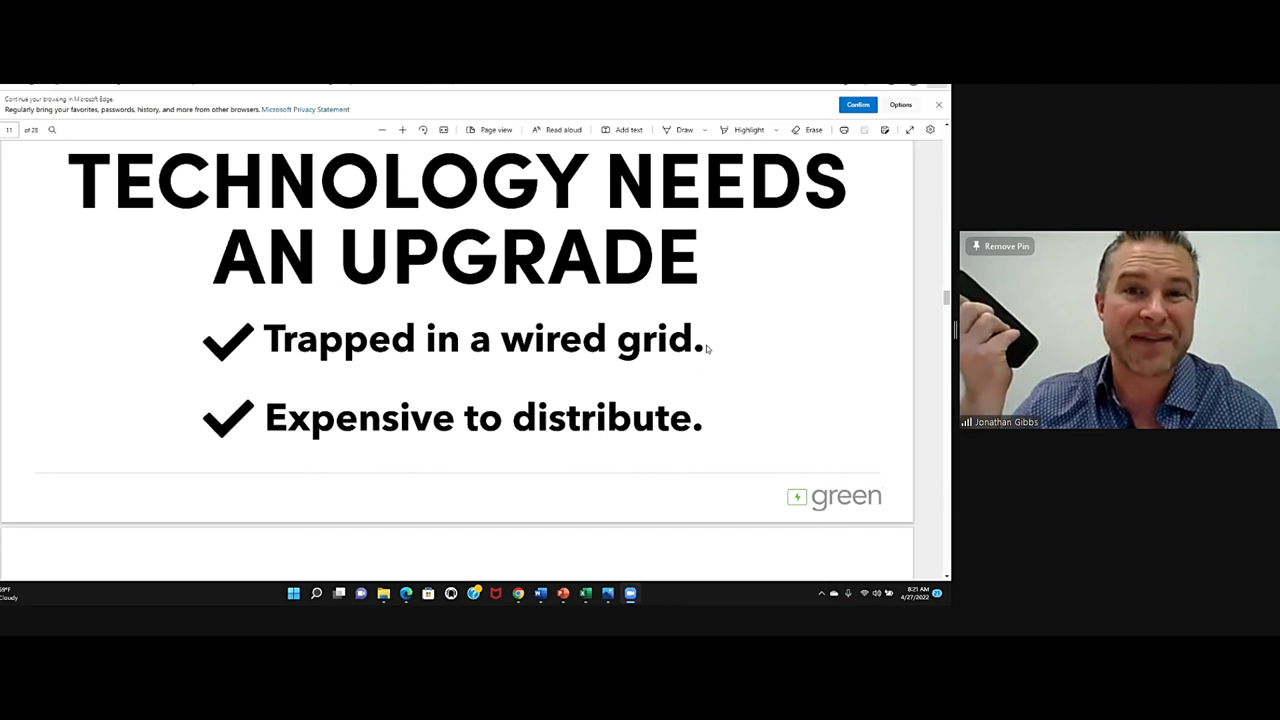 Continue your browsing in Microsoft Edge
Regularly bring your favorites, passwords, history, and more from other browsers. Microsoft Privacy Statement
Confirm
Options
11 of 28
Page view
Read aloud
Add text
Draw
Highlight
Erase
TECHNOLOGY NEEDS
AN UPGRADE
Trapped in a wired grid.
Expensive to distribute.
green
Remove Pin
Jonathan Gibbs
Cloudy
8:21 AM
4/27/2022